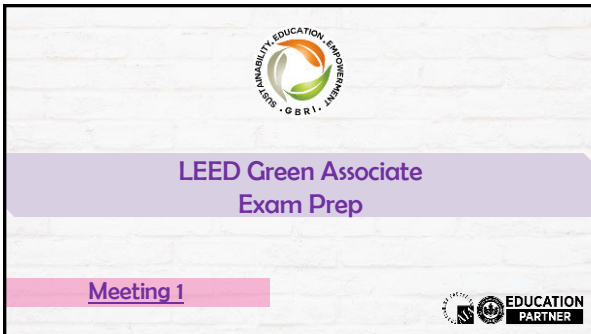 SUSTAINABILITY. EDUCATION. EMPOWERMENT
.GBRI.
LEED Green Associate
Exam Prep
Meeting 1
EDUCATION
PARTNER